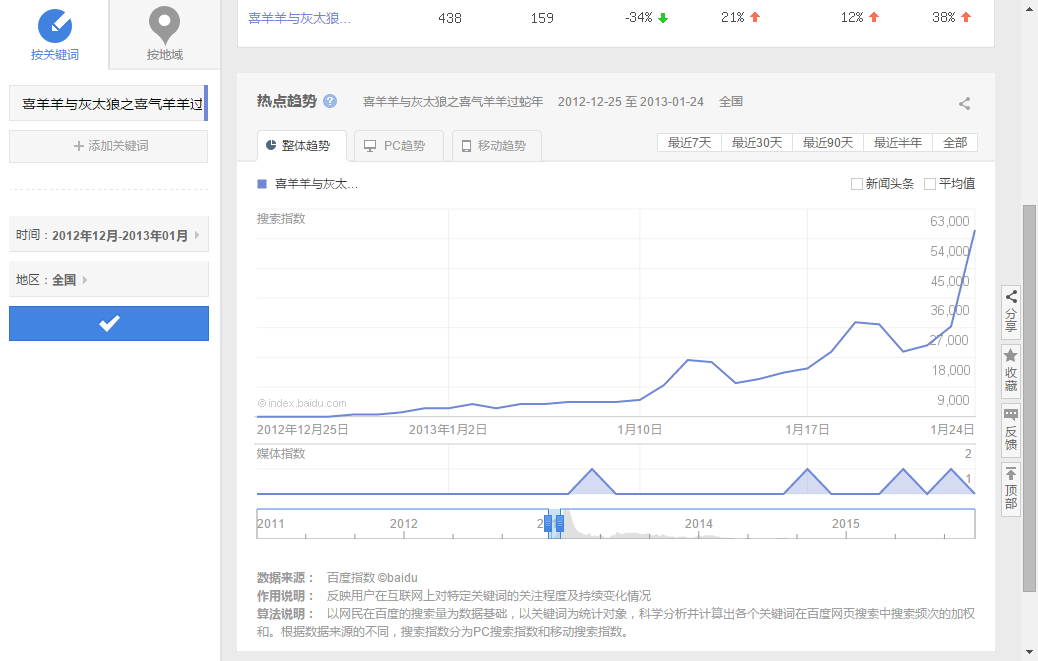 喜羊羊与灰太狼... 438 159 -34% 21% 12% 38%
按关键词 按地域
喜羊羊与灰太狼之喜气羊羊过
+ 添加关键词
时间：2012年12月-2013年01月
地区：全国
热点趋势 ? 喜羊羊与灰太狼之喜气羊羊过蛇年 2012-12-25 至 2013-01-24 全国
整体趋势 PC趋势 移动趋势 最近7天 最近30天 最近90天 最近半年 全部
喜羊羊与灰太... 新闻头条 平均值
搜索指数 63,000
54,000
45,000
36,000
27,000
18,000
9,000
©index.baidu.com
2012年12月25日 2013年1月2日 1月10日 1月17日 1月24日
媒体指数 2
1
2011 2012 2014 2015
数据来源： 百度指数 ©baidu
作用说明： 反映用户在互联网上对特定关键词的关注程度及持续变化情况
算法说明： 以网民在百度的搜索量为数据基础，以关键词为统计对象，科学分析并计算出各个关键词在百度网页搜索中搜索频次的加权
和。根据数据来源的不同，搜索指数分为PC搜索指数和移动搜索指数。
分享
收藏
反馈
顶部